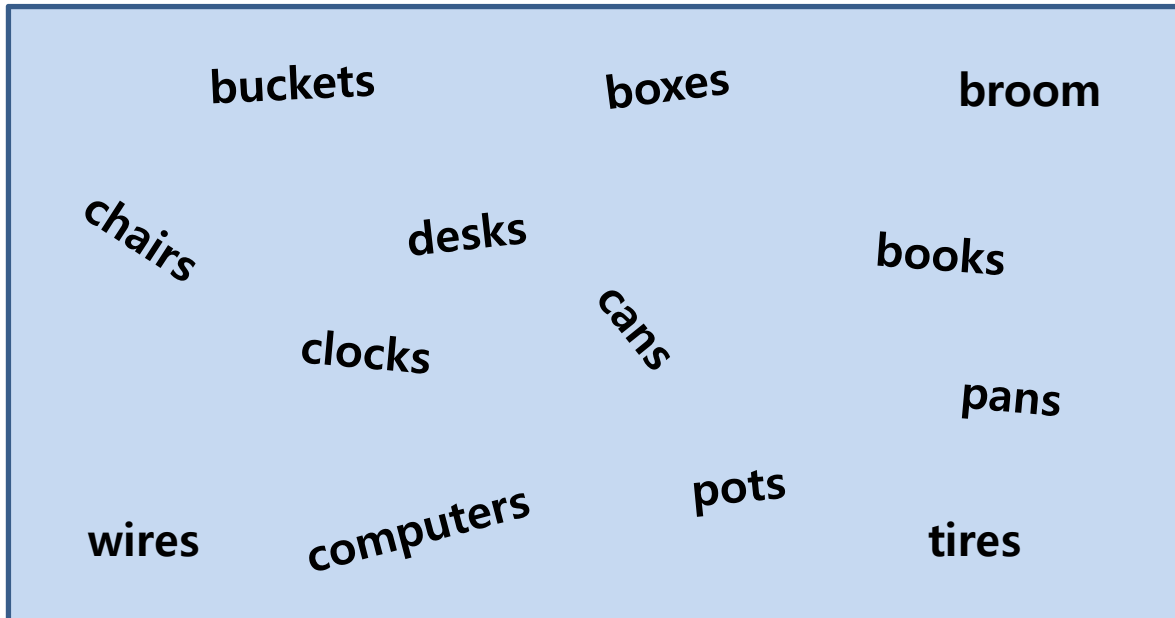 buckets
boxes
broom
chairs
desks
books
cans
clocks
pans
pots
computers
wires
tires